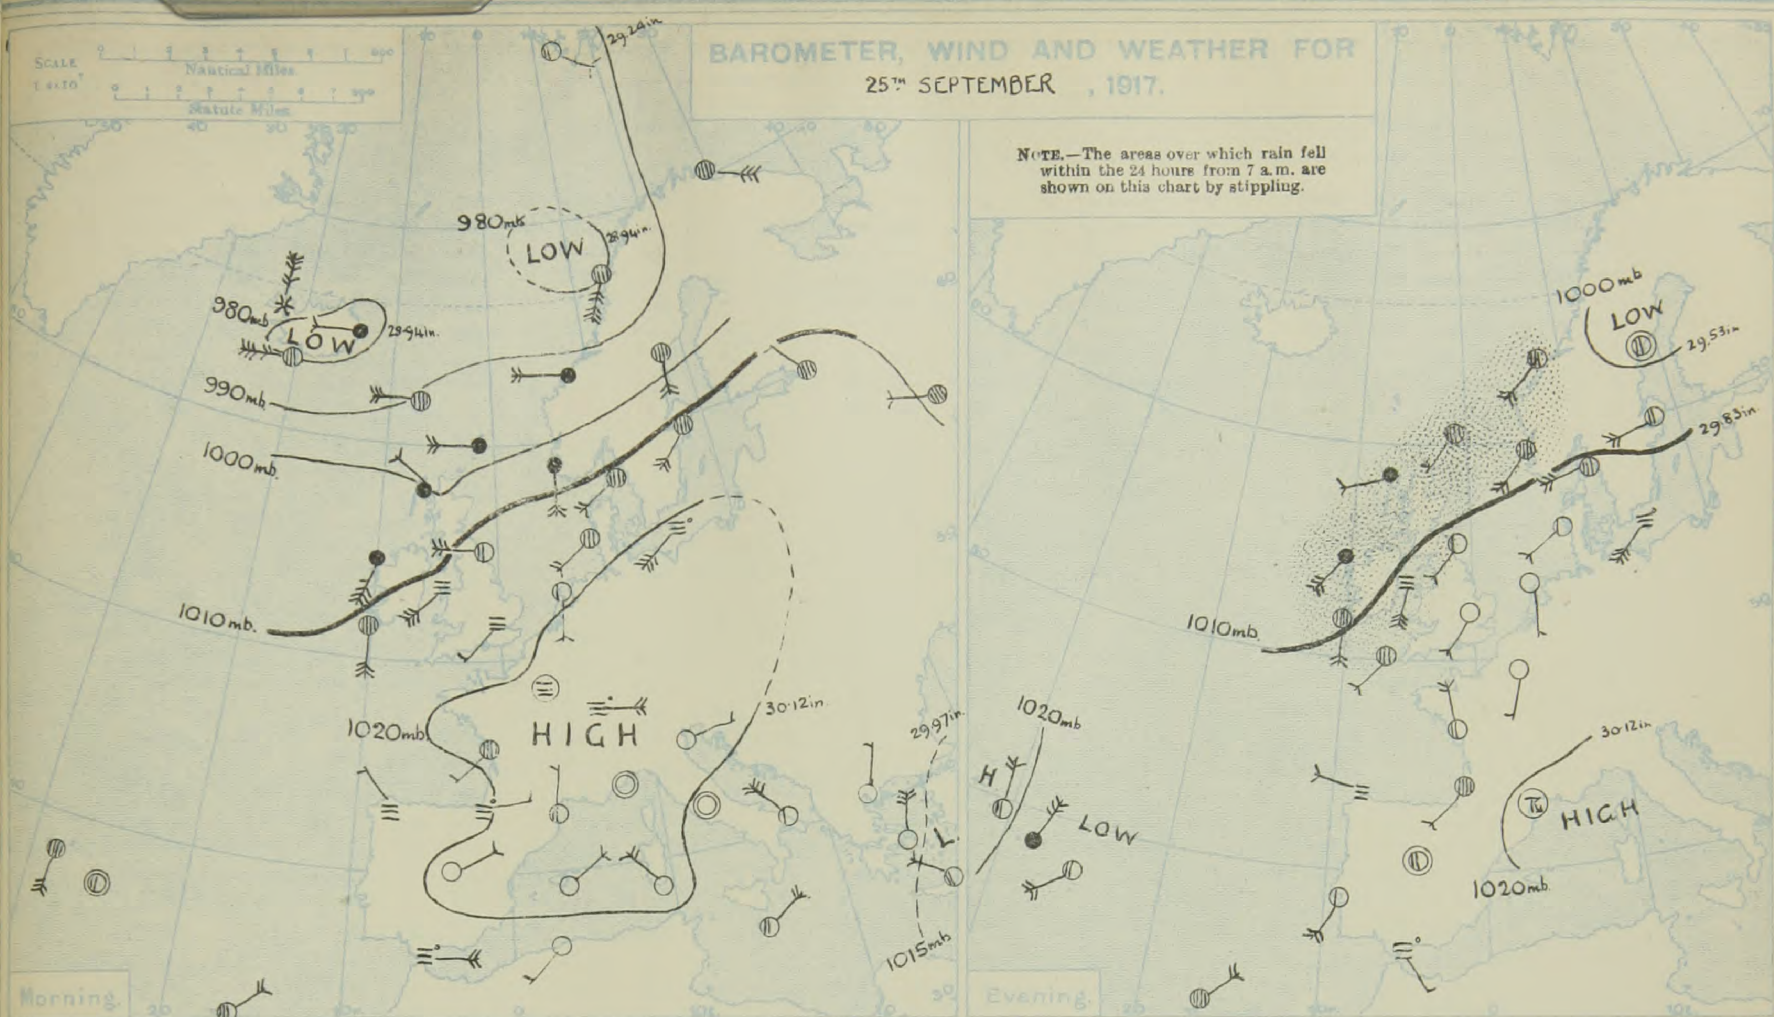 SCALE
Nautical Miles.
Statute Miles
BAROMETER, WIND AND WEATHER FOR
25TH SEPTEMBER , 1917.
NOTE.—The areas over which rain fell
within the 24 hours from 7 a.m. are
shown on this chart by stippling.
29.24in
980mb
LOW
28.94in.
980mb
LOW
28.94in.
990mb
1000mb
1010mb.
1020mb
HIGH
30.12in.
29.97in.
L.
1015mb
Morning.
1000mb
LOW
29.53in
29.83in
1010mb.
1020mb
H
LOW
30.12in
HIGH
1020mb.
Evening.